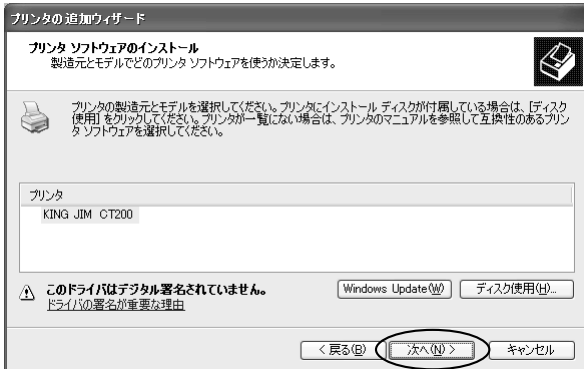 プリンタの追加ウィザード
プリンタ ソフトウェアのインストール
製造元とモデルでどのプリンタ ソフトウェアを使うか決定します。
プリンタの製造元とモデルを選択してください。プリンタにインストール ディスクが付属している場合は、[ディスク
使用] をクリックしてください。プリンタが一覧にない場合は、プリンタのマニュアルを参照して互換性のあるプリン
タ ソフトウェアを選択してください。
プリンタ
KING JIM CT200
このドライバはデジタル署名されていません。
ドライバの署名が重要な理由
Windows Update(W)
ディスク使用(H)...
< 戻る(B)
次へ(N) >
キャンセル